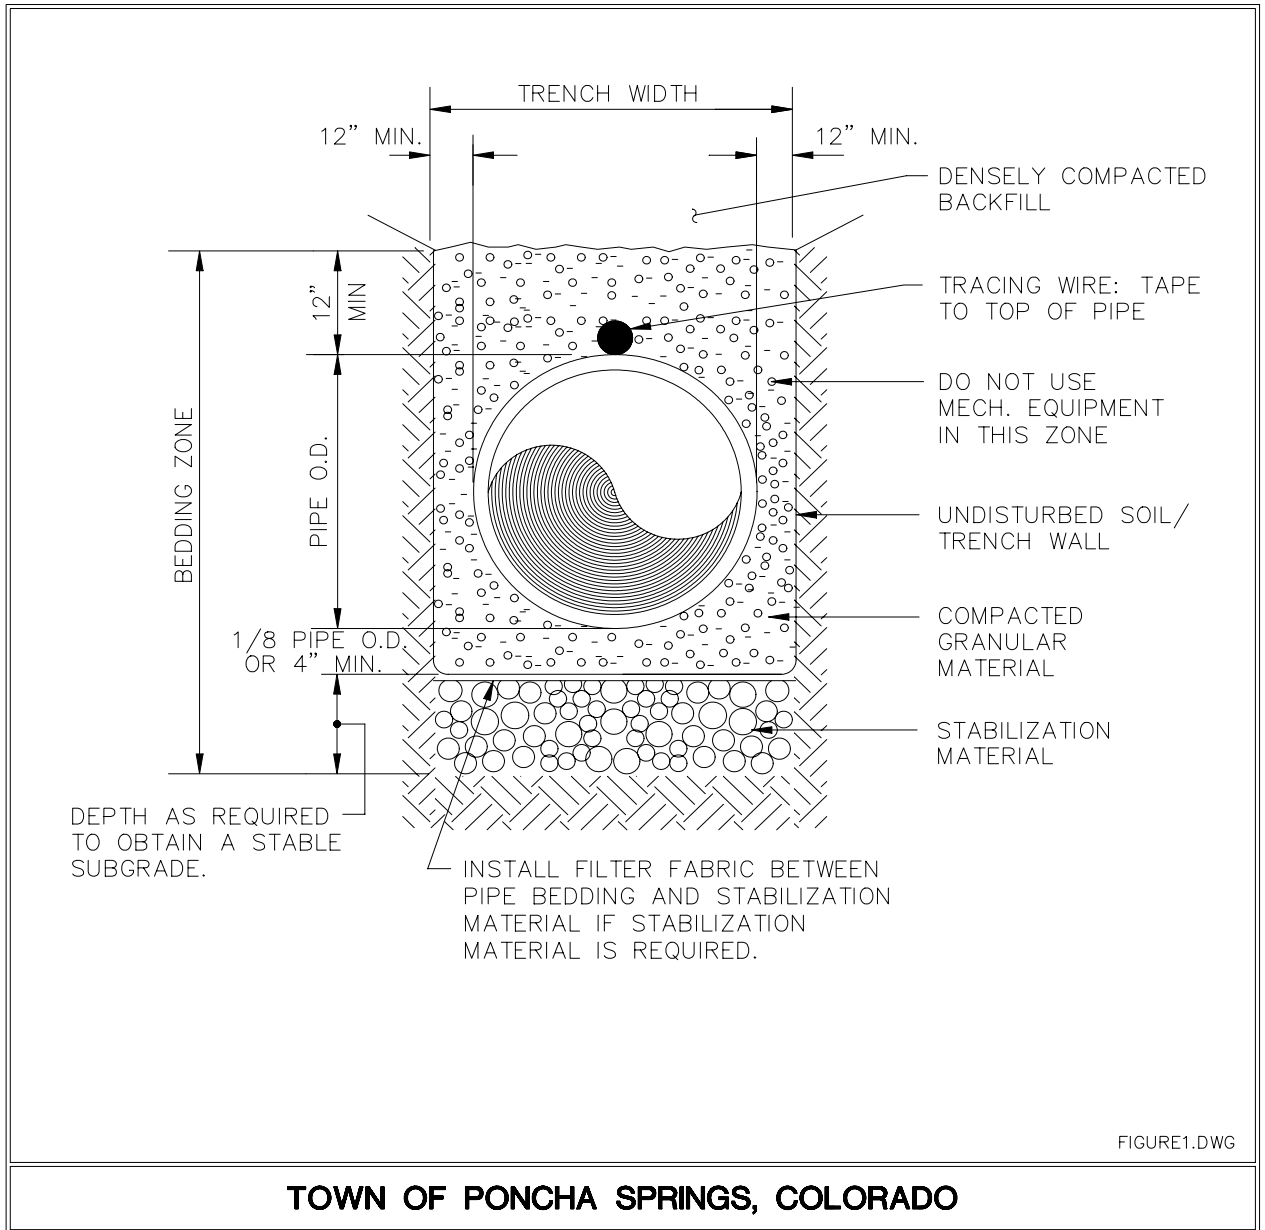 TRENCH WIDTH
12" MIN.
12" MIN.
DENSELY COMPACTED
BACKFILL
12"
MIN
TRACING WIRE: TAPE
TO TOP OF PIPE
DO NOT USE
MECH. EQUIPMENT
IN THIS ZONE
BEDDING ZONE
PIPE O.D.
UNDISTURBED SOIL/
TRENCH WALL
1/8 PIPE O.D.
OR 4" MIN.
COMPACTED
GRANULAR
MATERIAL
STABILIZATION
MATERIAL
DEPTH AS REQUIRED
TO OBTAIN A STABLE
SUBGRADE.
INSTALL FILTER FABRIC BETWEEN
PIPE BEDDING AND STABILIZATION
MATERIAL IF STABILIZATION
MATERIAL IS REQUIRED.
FIGURE1.DWG
TOWN OF PONCHA SPRINGS, COLORADO